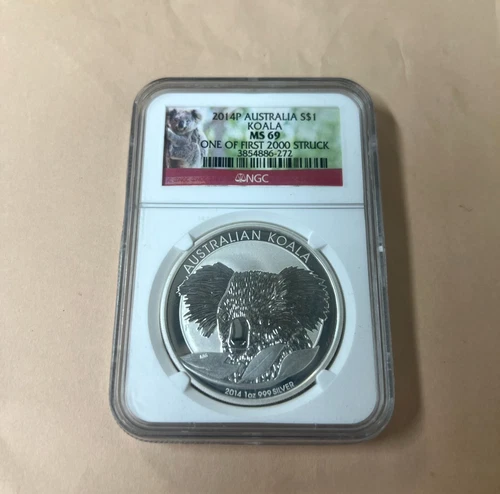 2014P AUSTRALIA S$1
KOALA
MS 69
ONE OF FIRST 2000 STRUCK
3854886-272
NGC
AUSTRALIAN KOALA
2014 1oz 999 SILVER